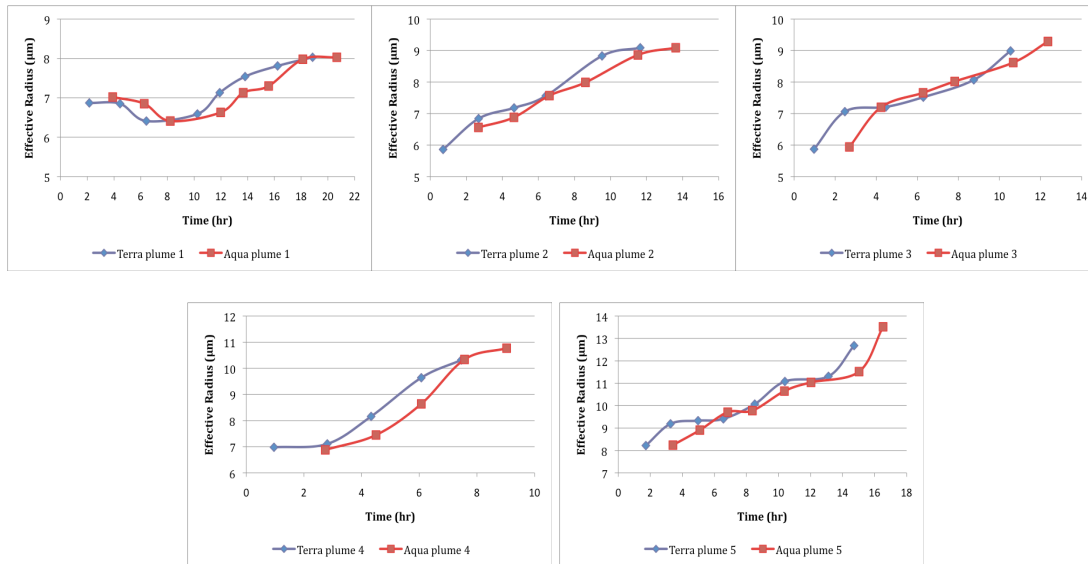 9
8
7
6
5
Effective Radius (μm)
0 2 4 6 8 10 12 14 16 18 20 22
Time (hr)
Terra plume 1 Aqua plume 1
10
9
8
7
6
5
Effective Radius (μm)
0 2 4 6 8 10 12 14 16
Time (hr)
Terra plume 2 Aqua plume 2
10
9
8
7
6
5
Effective Radius (μm)
0 2 4 6 8 10 12 14
Time (hr)
Terra plume 3 Aqua plume 3
12
11
10
9
8
7
6
Effective Radius (μm)
0 2 4 6 8 10
Time (hr)
Terra plume 4 Aqua plume 4
14
13
12
11
10
9
8
7
Effective Radius (μm)
0 2 4 6 8 10 12 14 16 18
Time (hr)
Terra plume 5 Aqua plume 5